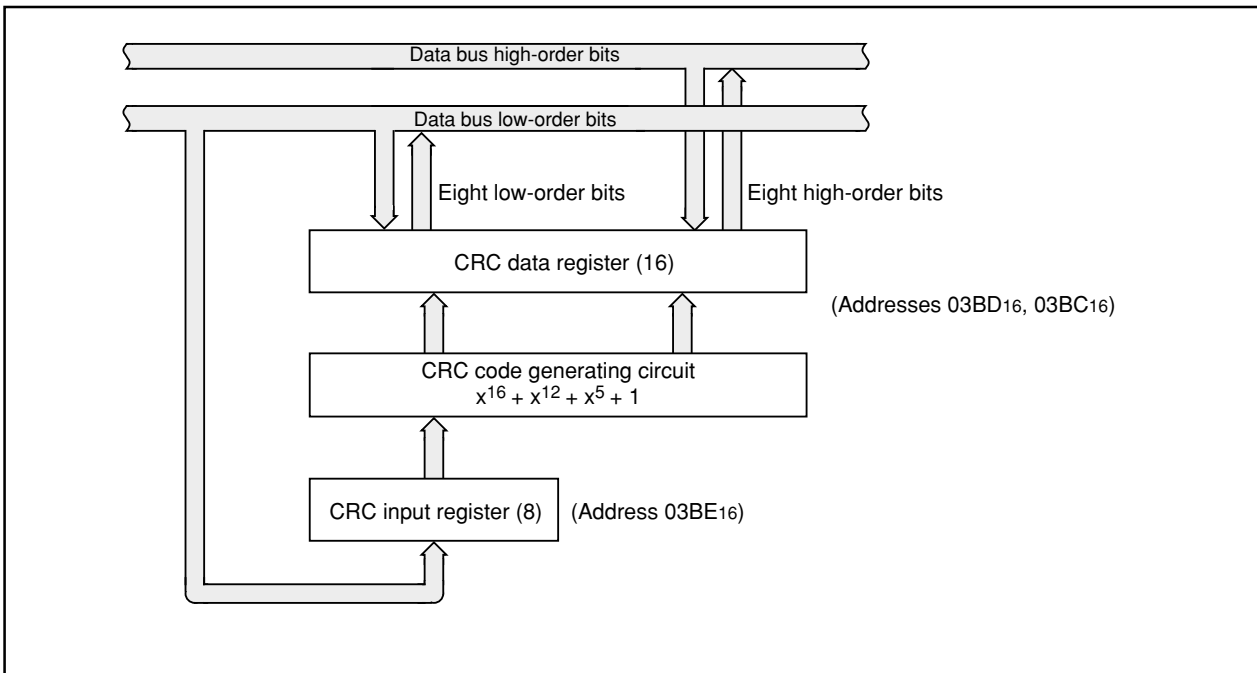 Data bus high-order bits
Data bus low-order bits
Eight low-order bits
Eight high-order bits
CRC data register (16)
(Addresses 03BD16, 03BC16)
CRC code generating circuit
x16 + x12 + x5 + 1
CRC input register (8)
(Address 03BE16)